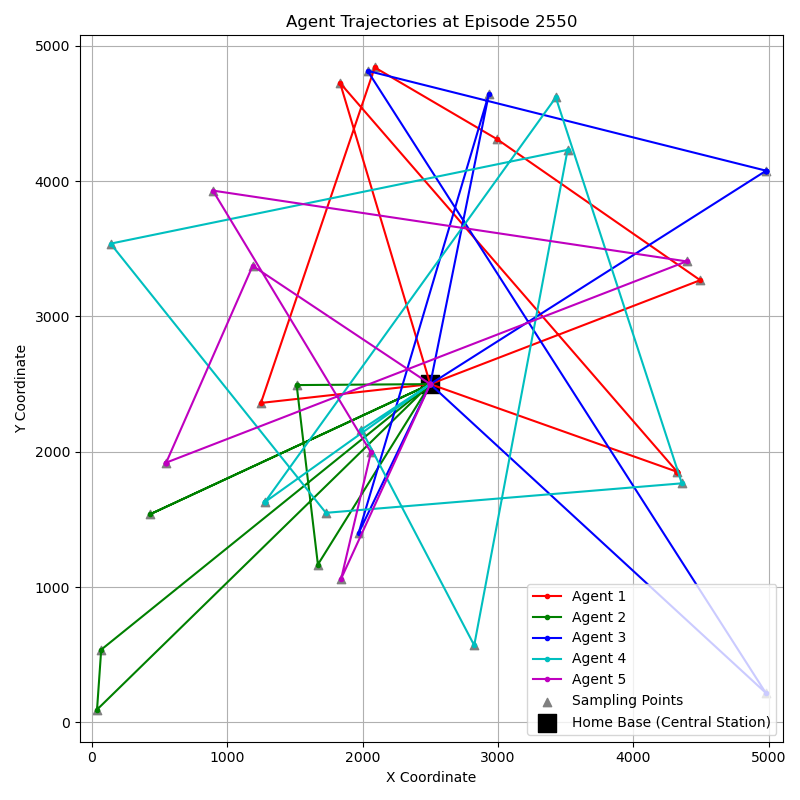 Agent Trajectories at Episode 2550
5000
4000
3000
2000
1000
0
Y Coordinate
0 1000 2000 3000 4000 5000
X Coordinate
Agent 1
Agent 2
Agent 3
Agent 4
Agent 5
Sampling Points
Home Base (Central Station)